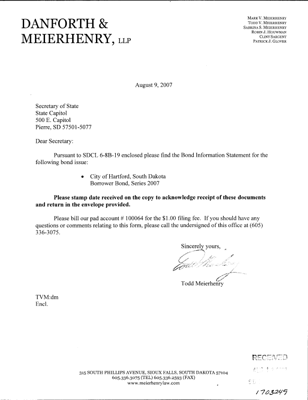 DANFORTH &
MEIERHENRY, LLP
MARK V. MEIERHENRY
TODD V. MEIERHENRY
SABRINA S. MEIERHENRY
ROBIN J. HOUWMAN
CLINT SARGENT
PATRICK J. GLOVER
August 9, 2007
Secretary of State
State Capitol
500 E. Capitol
Pierre, SD 57501-5077
Dear Secretary:
Pursuant to SDCL 6-8B-19 enclosed please find the Bond Information Statement for the
following bond issue:
• City of Hartford, South Dakota
Borrower Bond, Series 2007
Please stamp date received on the copy to acknowledge receipt of these documents
and return in the envelope provided.
Please bill our pad account # 100064 for the $1.00 filing fee. If you should have any
questions or comments relating to this form, please call the undersigned of this office at (605)
336-3075.
Sincerely yours,
Todd Meierhenry
TVM:dm
Encl.
RECEIVED
315 SOUTH PHILLIPS AVENUE, SIOUX FALLS, SOUTH DAKOTA 57104
605.336.3075 (TEL) 605.336.2593 (FAX)
www.meierhenrylaw.com
1703249